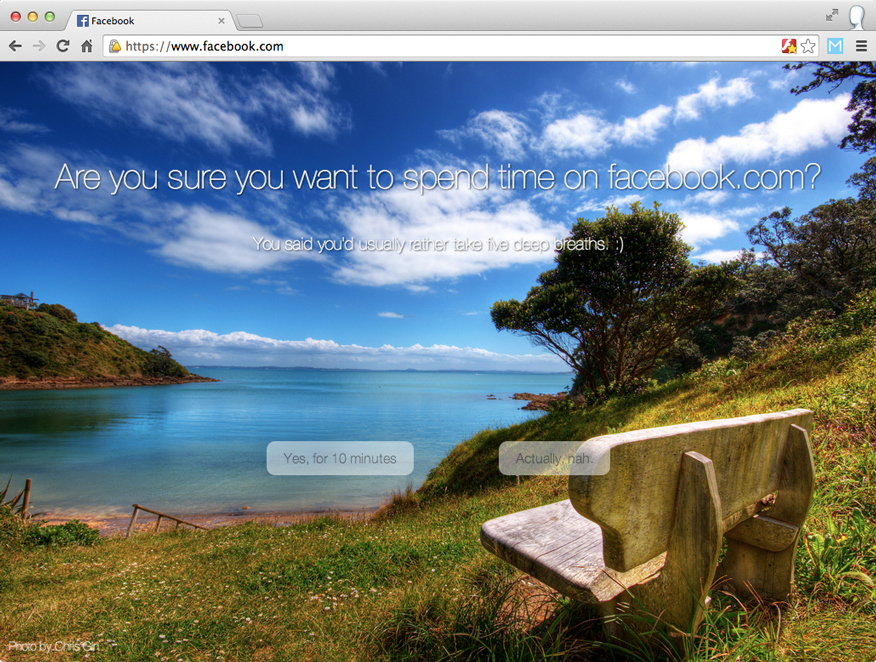 Facebook
https://www.facebook.com
Are you sure you want to spend time on facebook.com?
You said you'd usually rather take five deep breaths. :)
Yes, for 10 minutes
Actually, nah.
Photo by Chris Gin